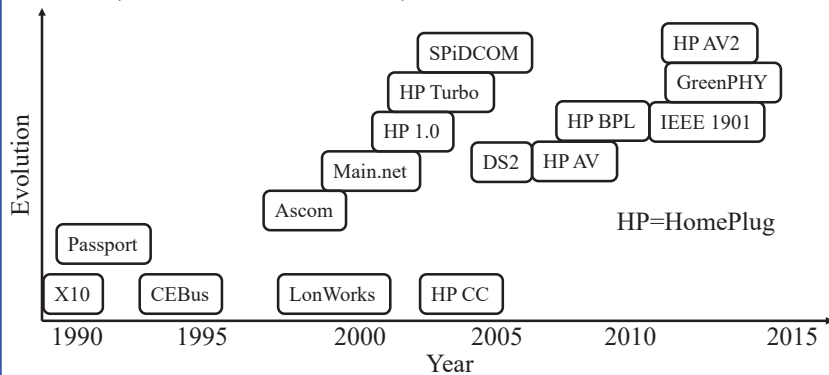 Evolution
SPiDCOM
HP AV2
HP Turbo
GreenPHY
HP 1.0
HP BPL
IEEE 1901
Main.net
DS2
HP AV
Ascom
HP=HomePlug
Passport
X10
CEBus
LonWorks
HP CC
1990 1995 2000 2005 2010 2015
Year